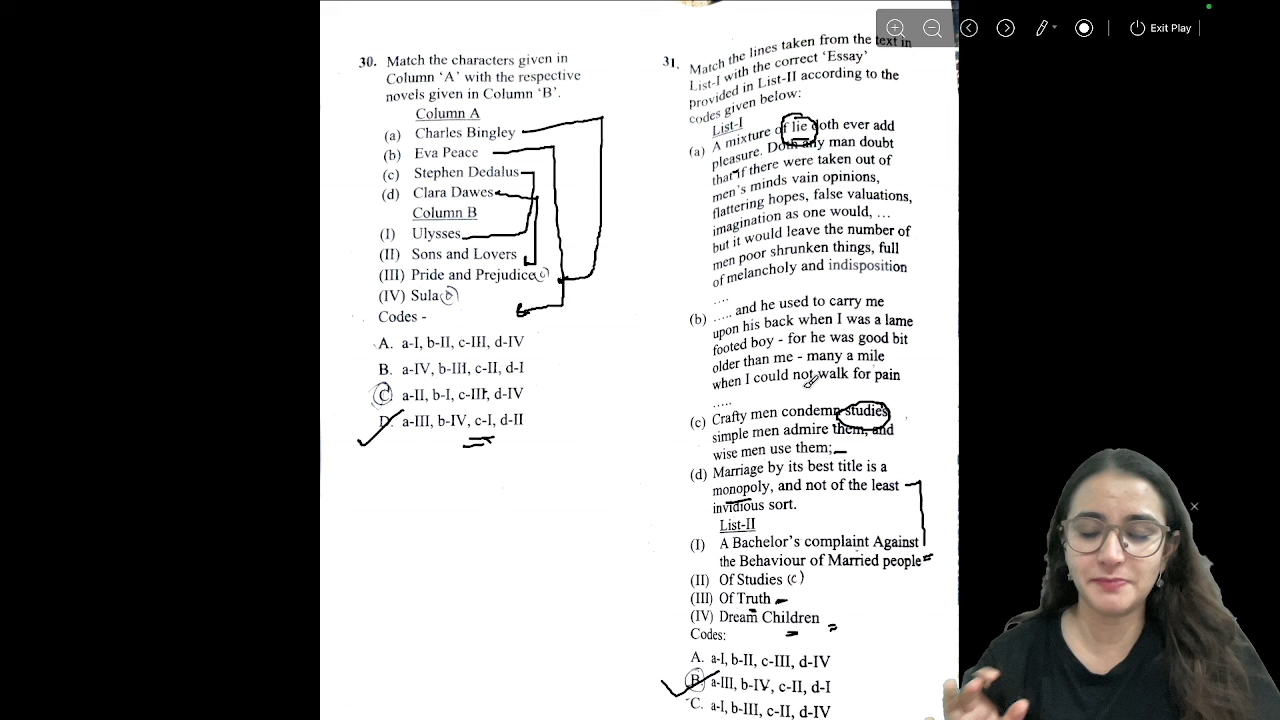 Exit Play
30. Match the characters given in
Column ‘A’ with the respective
novels given in Column ‘B’.
Column A
(a) Charles Bingley
(b) Eva Peace
(c) Stephen Dedalus
(d) Clara Dawes
Column B
(I) Ulysses
(II) Sons and Lovers
(III) Pride and Prejudice
(IV) Sula (b)
Codes -
A. a-I, b-II, c-III, d-IV
B. a-IV, b-III, c-II, d-I
C. a-II, b-I, c-III, d-IV
D. a-III, b-IV, c-I, d-II
31. Match the lines taken from the text in
List-I with the correct ‘Essay’
provided in List-II according to the
codes given below:
List-I
(a) A mixture of lie doth ever add
pleasure. Doth any man doubt
that if there were taken out of
men’s minds vain opinions,
flattering hopes, false valuations,
imagination as one would, …
but it would leave the number of
men poor shrunken things, full
of melancholy and indisposition
....
(b) ..... and he used to carry me
upon his back when I was a lame
footed boy - for he was good bit
older than me - many a mile
when I could not walk for pain
.....
(c) Crafty men condemn studies
simple men admire them, and
wise men use them;
(d) Marriage by its best title is a
monopoly, and not of the least
invidious sort.
List-II
(I) A Bachelor’s complaint Against
the Behaviour of Married people
(II) Of Studies (c)
(III) Of Truth
(IV) Dream Children
Codes:
A. a-I, b-II, c-III, d-IV
B. a-III, b-IV, c-II, d-I
C. a-I, b-III, c-II, d-IV